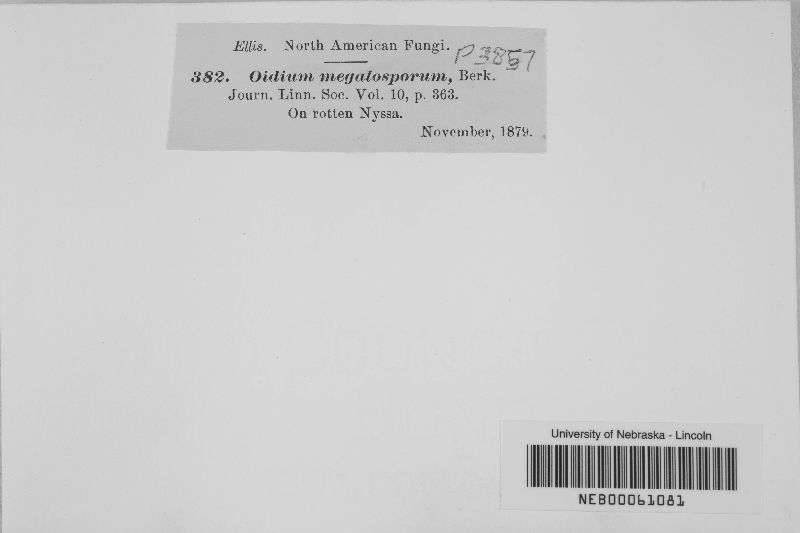 Ellis. North American Fungi.
P3857
382. Oidium megalosporum, Berk.
Journ. Linn. Soc. Vol. 10, p. 363.
On rotten Nyssa.
November, 1879.
University of Nebraska - Lincoln
NEB00061081